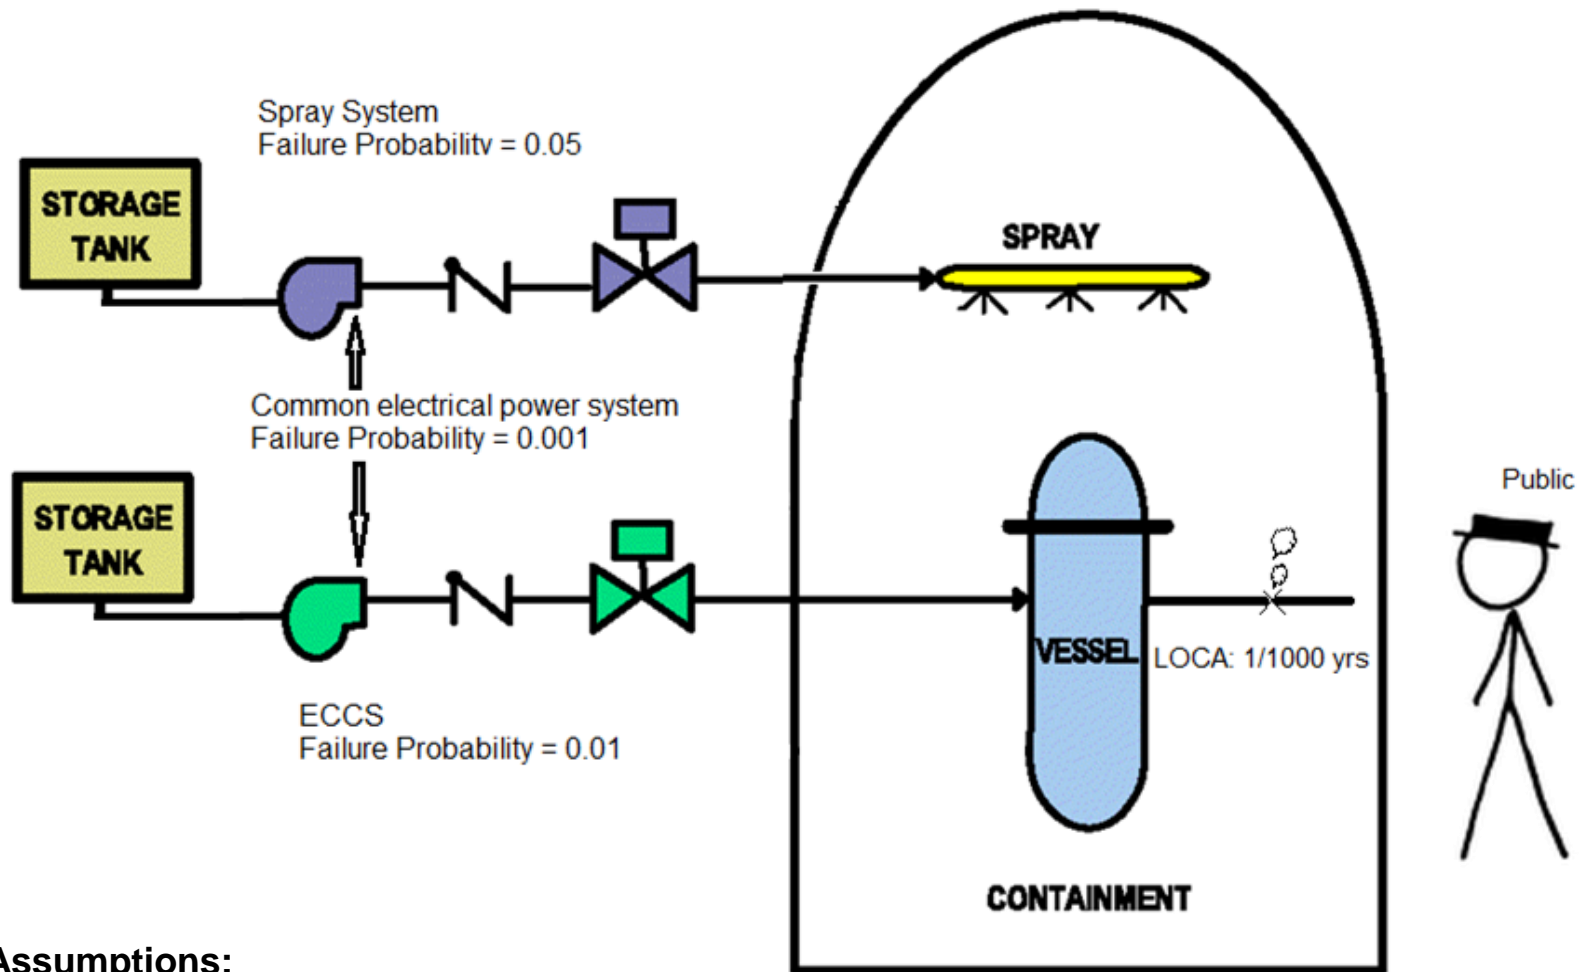 Spray System
Failure Probability = 0.05
STORAGE
TANK
SPRAY
Common electrical power system
Failure Probability = 0.001
Public
STORAGE
TANK
VESSEL
LOCA: 1/1000 yrs
ECCS
Failure Probability = 0.01
CONTAINMENT
Assumptions: